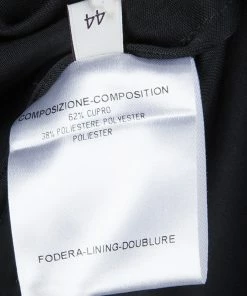 44
COMPOSIZIONE-COMPOSITION
62% CUPRO
38% POLIESTERE POLYESTER
POLIESTER
FODERA-LINING-DOUBLURE